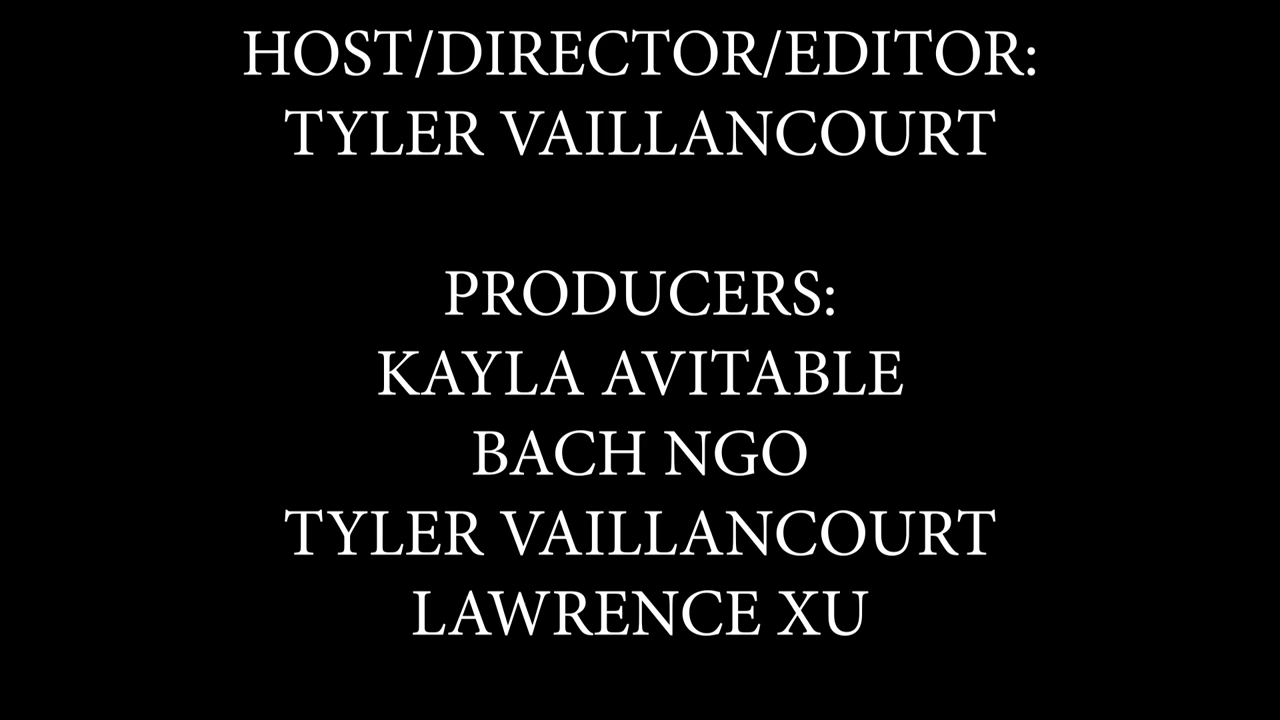 HOST/DIRECTOR/EDITOR:
TYLER VAILLANCOURT
PRODUCERS:
KAYLA AVITABLE
BACH NGO
TYLER VAILLANCOURT
LAWRENCE XU